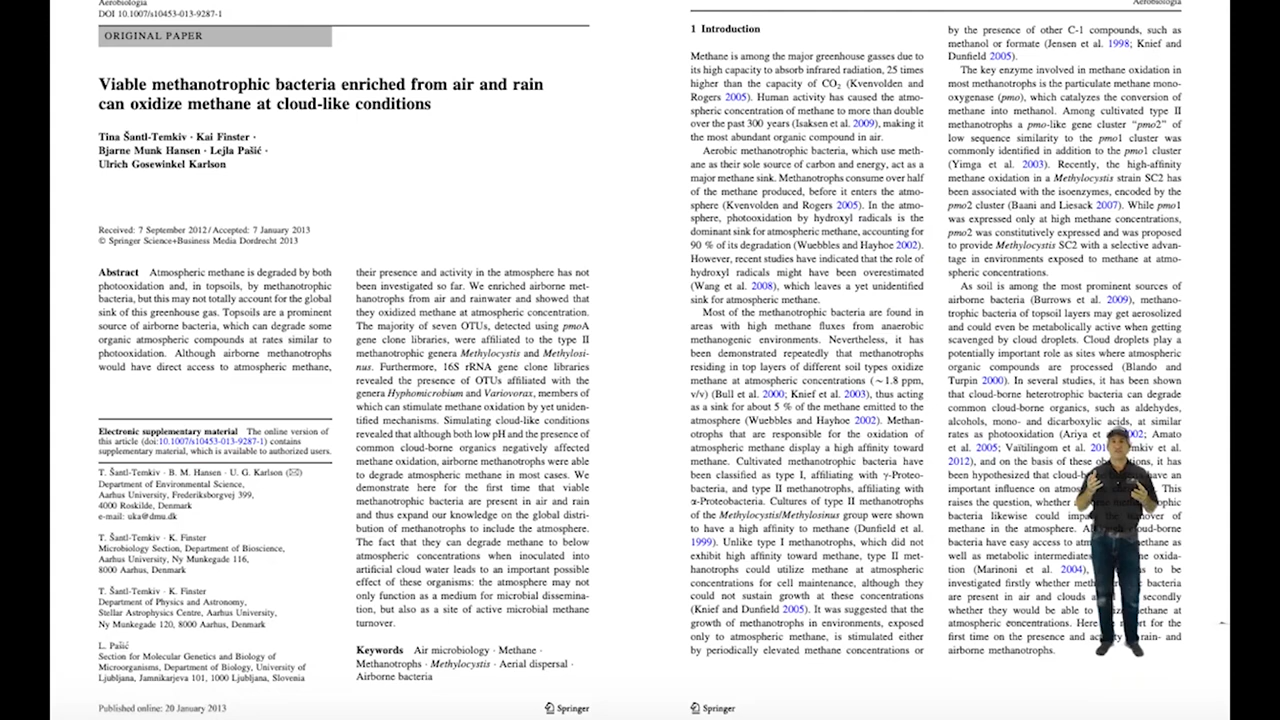 Aerobiologia
DOI 10.1007/s10453-013-9287-1
ORIGINAL PAPER
Viable methanotrophic bacteria enriched from air and rain
can oxidize methane at cloud-like conditions
Tina Šantl-Temkiv · Kai Finster ·
Bjarne Munk Hansen · Lejla Pašić ·
Ulrich Gosewinkel Karlson
Received: 7 September 2012 / Accepted: 7 January 2013
© Springer Science+Business Media Dordrecht 2013
Abstract Atmospheric methane is degraded by both
photooxidation and, in topsoils, by methanotrophic
bacteria, but this may not totally account for the global
sink of this greenhouse gas. Topsoils are a prominent
source of airborne bacteria, which can degrade some
organic atmospheric compounds at rates similar to
photooxidation. Although airborne methanotrophs
would have direct access to atmospheric methane,
Electronic supplementary material The online version of
this article (doi:10.1007/s10453-013-9287-1) contains
supplementary material, which is available to authorized users.
T. Šantl-Temkiv · B. M. Hansen · U. G. Karlson (✉)
Department of Environmental Science,
Aarhus University, Frederiksborgvej 399,
4000 Roskilde, Denmark
e-mail: uka@dmu.dk
T. Šantl-Temkiv · K. Finster
Microbiology Section, Department of Bioscience,
Aarhus University, Ny Munkegade 116,
8000 Aarhus, Denmark
T. Šantl-Temkiv · K. Finster
Department of Physics and Astronomy,
Stellar Astrophysics Centre, Aarhus University,
Ny Munkegade 120, 8000 Aarhus, Denmark
L. Pašić
Section for Molecular Genetics and Biology of
Microorganisms, Department of Biology, University of
Ljubljana, Jamnikarjeva 101, 1000 Ljubljana, Slovenia
their presence and activity in the atmosphere has not
been investigated so far. We enriched airborne met-
hanotrophs from air and rainwater and showed that
they oxidized methane at atmospheric concentration.
The majority of seven OTUs, detected using pmoA
gene clone libraries, were affiliated to the type II
methanotrophic genera Methylocystis and Methylosi-
nus. Furthermore, 16S rRNA gene clone libraries
revealed the presence of OTUs affiliated with the
genera Hyphomicrobium and Variovorax, members of
which can stimulate methane oxidation by yet uniden-
tified mechanisms. Simulating cloud-like conditions
revealed that although both low pH and the presence of
common cloud-borne organics negatively affected
methane oxidation, airborne methanotrophs were able
to degrade atmospheric methane in most cases. We
demonstrate here for the first time that viable
methanotrophic bacteria are present in air and rain
and thus expand our knowledge on the global distri-
bution of methanotrophs to include the atmosphere.
The fact that they can degrade methane to below
atmospheric concentrations when inoculated into
artificial cloud water leads to an important possible
effect of these organisms: the atmosphere may not
only function as a medium for microbial dissemina-
tion, but also as a site of active microbial methane
turnover.
Keywords Air microbiology · Methane ·
Methanotrophs · Methylocystis · Aerial dispersal ·
Airborne bacteria
Published online: 20 January 2013
Springer
Aerobiologia
1 Introduction
Methane is among the major greenhouse gasses due to
its high capacity to absorb infrared radiation, 25 times
higher than the capacity of CO₂ (Kvenvolden and
Rogers 2005). Human activity has caused the atmo-
spheric concentration of methane to more than double
over the past 300 years (Isaksen et al. 2009), making it
the most abundant organic compound in air.
Aerobic methanotrophic bacteria, which use meth-
ane as their sole source of carbon and energy, act as a
major methane sink. Methanotrophs consume over half
of the methane produced, before it enters the atmo-
sphere (Kvenvolden and Rogers 2005). In the atmo-
sphere, photooxidation by hydroxyl radicals is the
dominant sink for atmospheric methane, accounting for
90 % of its degradation (Wuebbles and Hayhoe 2002).
However, recent studies have indicated that the role of
hydroxyl radicals might have been overestimated
(Wang et al. 2008), which leaves a yet unidentified
sink for atmospheric methane.
Most of the methanotrophic bacteria are found in
areas with high methane fluxes from anaerobic
methanogenic environments. Nevertheless, it has
been demonstrated repeatedly that methanotrophs
residing in top layers of different soil types oxidize
methane at atmospheric concentrations (~1.8 ppm,
v/v) (Bull et al. 2000; Knief et al. 2003), thus acting
as a sink for about 5 % of the methane emitted to the
atmosphere (Wuebbles and Hayhoe 2002). Methan-
otrophs that are responsible for the oxidation of
atmospheric methane display a high affinity toward
methane. Cultivated methanotrophic bacteria have
been classified as type I, affiliating with γ-Proteo-
bacteria, and type II methanotrophs, affiliating with
α-Proteobacteria. Cultures of type II methanotrophs
of the Methylocystis/Methylosinus group were shown
to have a high affinity to methane (Dunfield et al.
1999). Unlike type I methanotrophs, which did not
exhibit high affinity toward methane, type II met-
hanotrophs could utilize methane at atmospheric
concentrations for cell maintenance, although they
could not sustain growth at these concentrations
(Knief and Dunfield 2005). It was suggested that the
growth of methanotrophs in environments, exposed
only to atmospheric methane, is stimulated either
by periodically elevated methane concentrations or
by the presence of other C-1 compounds, such as
methanol or formate (Jensen et al. 1998; Knief and
Dunfield 2005).
The key enzyme involved in methane oxidation in
most methanotrophs is the particulate methane mono-
oxygenase (pmo), which catalyzes the conversion of
methane into methanol. Among cultivated type II
methanotrophs a pmo-like gene cluster “pmo2” of
low sequence similarity to the pmo1 cluster was
commonly identified in addition to the pmo1 cluster
(Yimga et al. 2003). Recently, the high-affinity
methane oxidation in a Methylocystis strain SC2 has
been associated with the isoenzymes, encoded by the
pmo2 cluster (Baani and Liesack 2007). While pmo1
was expressed only at high methane concentrations,
pmo2 was constitutively expressed and was proposed
to provide Methylocystis SC2 with a selective advan-
tage in environments exposed to methane at atmo-
spheric concentrations.
As soil is among the most prominent sources of
airborne bacteria (Burrows et al. 2009), methano-
trophic bacteria of topsoil layers may get aerosolized
and could even be metabolically active when getting
scavenged by cloud droplets. Cloud droplets play a
potentially important role as sites where atmospheric
organic compounds are processed (Blando and
Turpin 2000). In several studies, it has been shown
that cloud-borne heterotrophic bacteria can degrade
common cloud-borne organics, such as aldehydes,
alcohols, mono- and dicarboxylic acids, at similar
rates as photooxidation (Ariya et 002; Amato
et al. 2005; Vaïtilingom et al. mkiv et al.
2012), and on the basis of these it has
been hypothesized that have an
important influence on This
raises the question, whether
bacteria likewise could of
methane in the atmosphere.
bacteria have easy access to methane as
well as metabolic intermediates oxida-
tion (Marinoni et al. 2004), to be
investigated firstly whether bacteria
are present in air and clouds secondly
whether they would be able to methane at
atmospheric concentrations. Here for the
first time on the presence and rain- and
airborne methanotrophs.
Springer